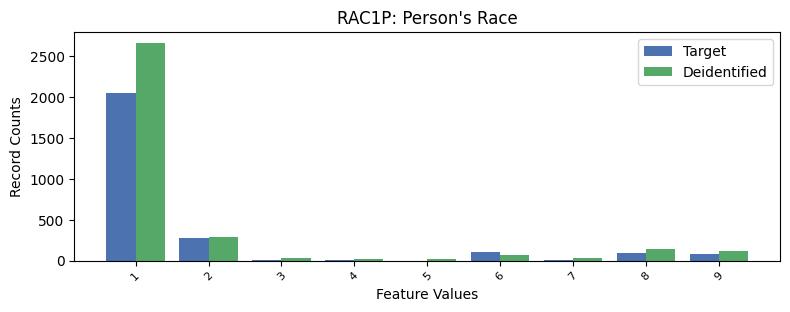 RAC1P: Person's Race
Record Counts
2500
2000
1500
1000
500
0
Target
Deidentified
1 2 3 4 5 6 7 8 9
Feature Values